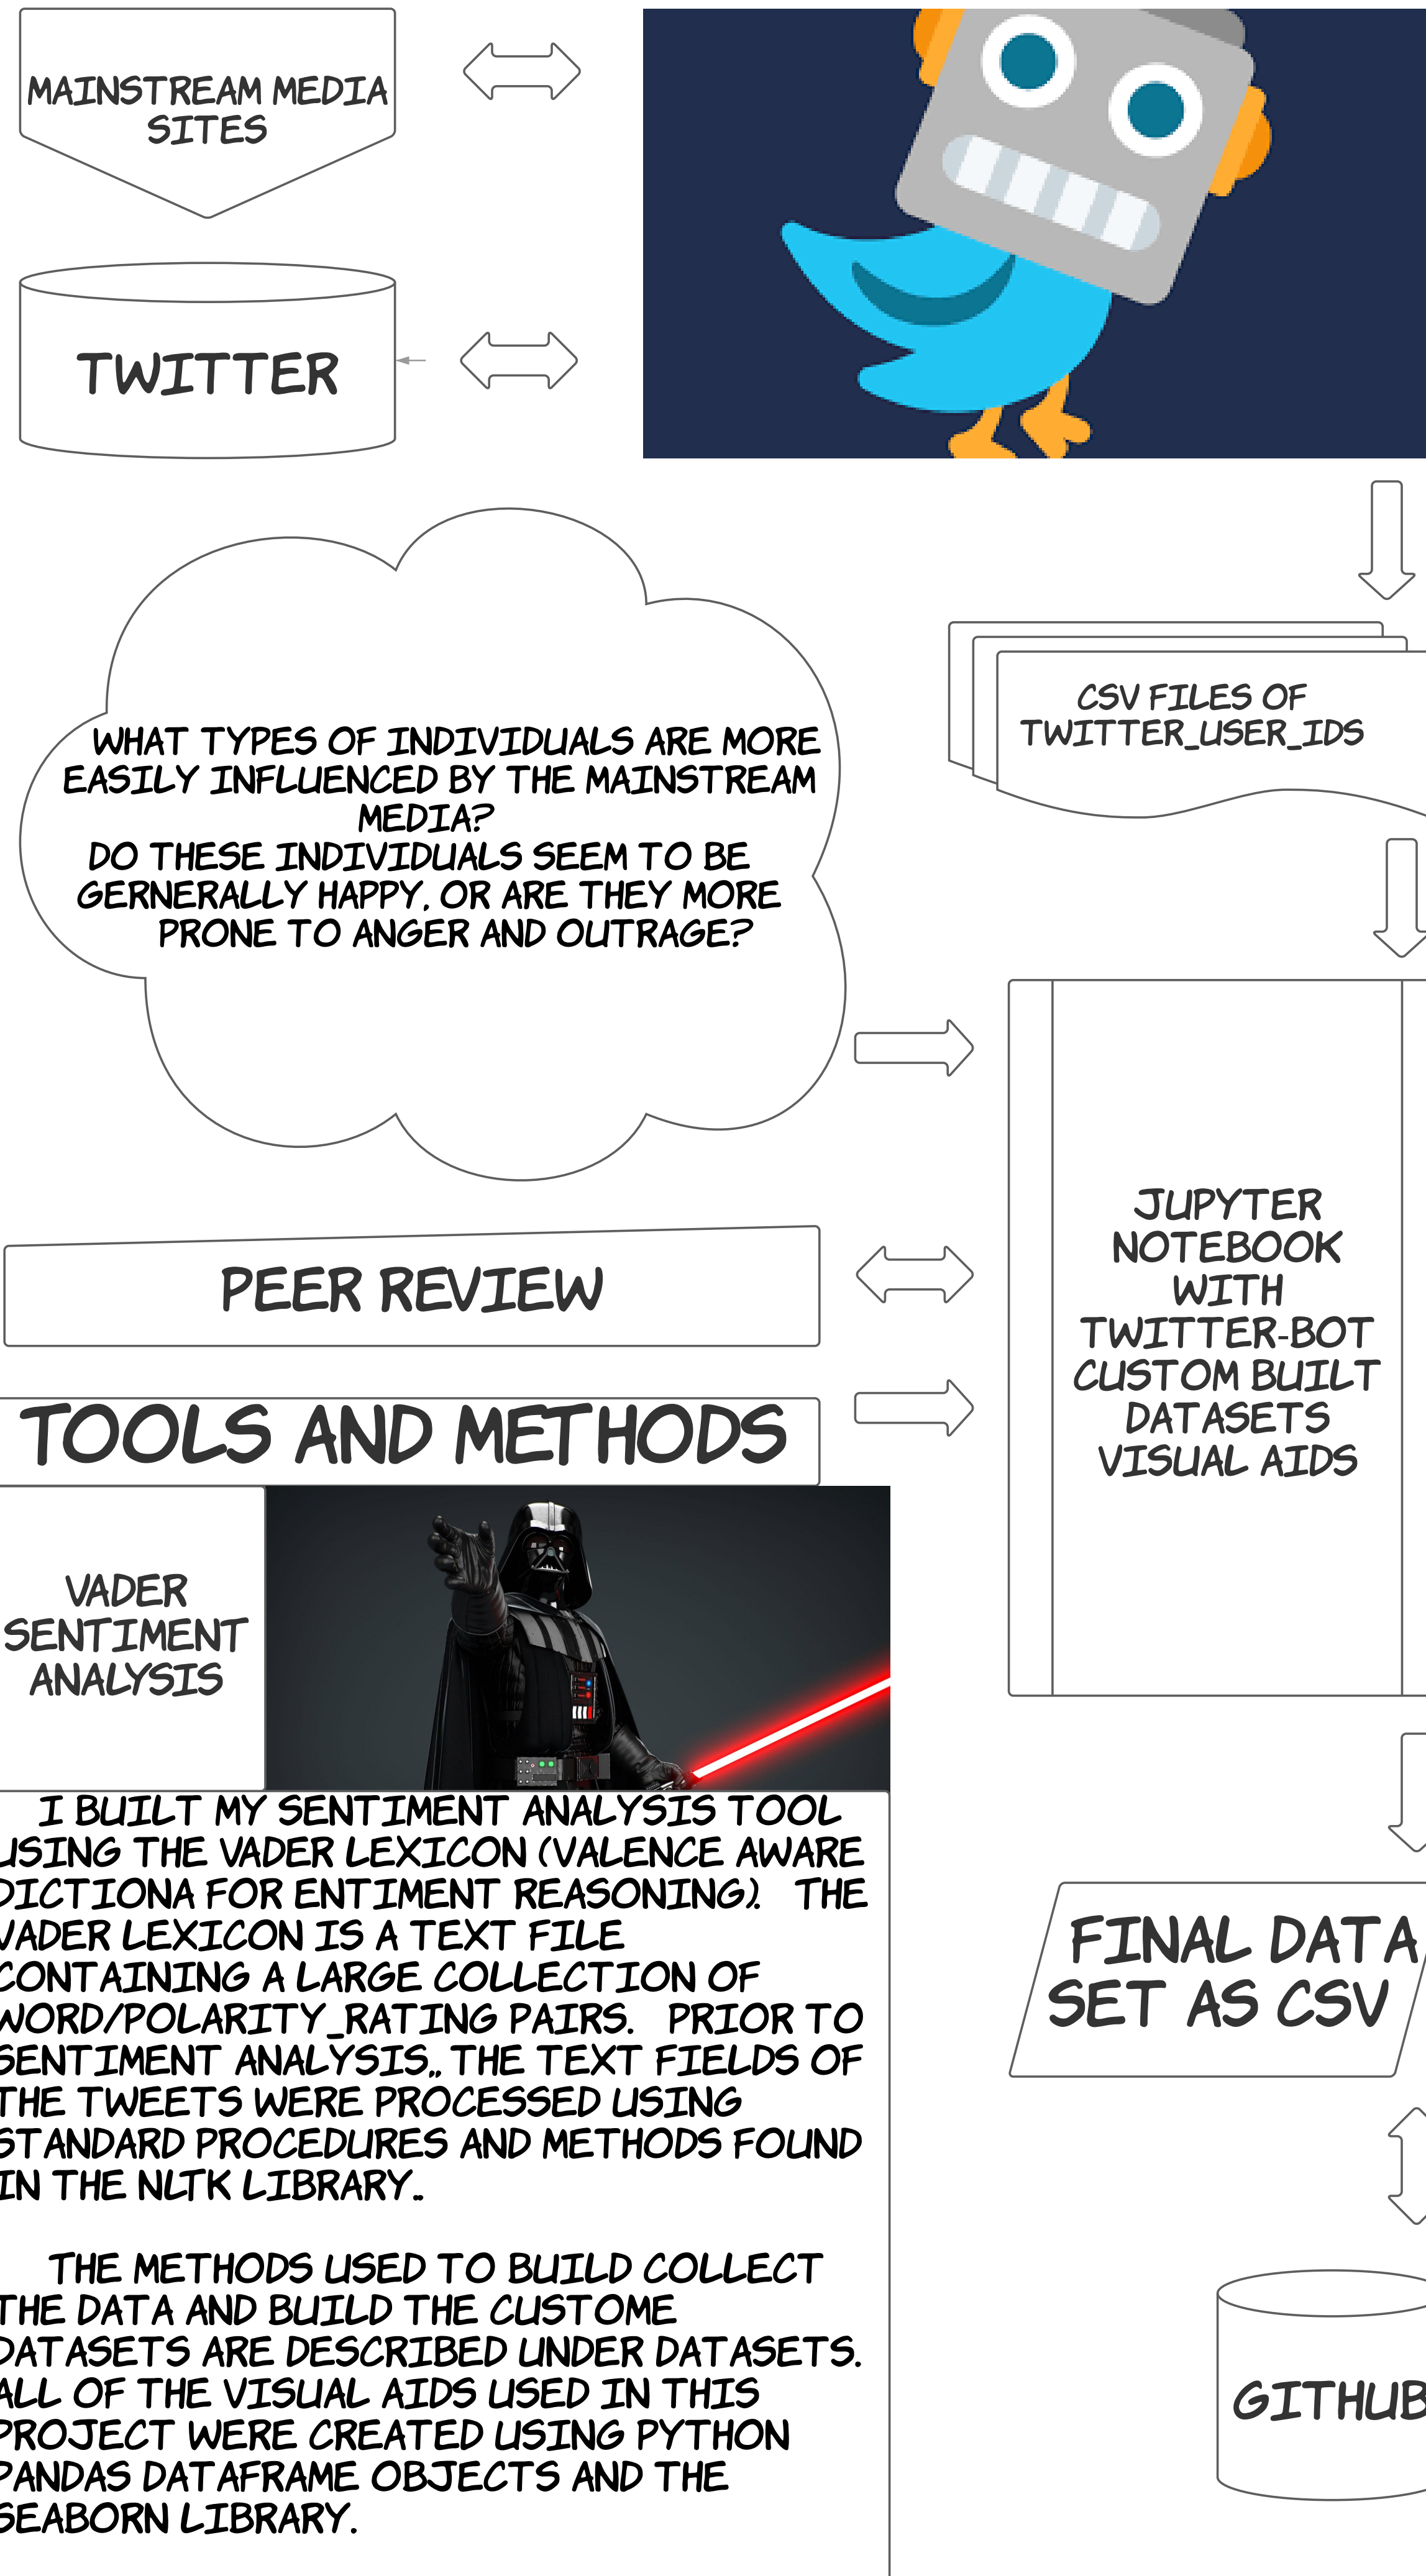 MAINSTREAM MEDIA
SITES
TWITTER
WHAT TYPES OF INDIVIDUALS ARE MORE
EASILY INFLUENCED BY THE MAINSTREAM
MEDIA?
DO THESE INDIVIDUALS SEEM TO BE
GERNERALLY HAPPY, OR ARE THEY MORE
PRONE TO ANGER AND OUTRAGE?
CSV FILES OF
TWITTER_USER_IDS
JUPYTER
NOTEBOOK
WITH
TWITTER-BOT
CUSTOM BUILT
DATASETS
VISUAL AIDS
PEER REVIEW
TOOLS AND METHODS
VADER
SENTIMENT
ANALYSIS
I BUILT MY SENTIMENT ANALYSIS TOOL
USING THE VADER LEXICON (VALENCE AWARE
DICTIONA FOR ENTIMENT REASONING). THE
VADER LEXICON IS A TEXT FILE
CONTAINING A LARGE COLLECTION OF
WORD/POLARITY_RATING PAIRS. PRIOR TO
SENTIMENT ANALYSIS,, THE TEXT FIELDS OF
THE TWEETS WERE PROCESSED USING
STANDARD PROCEDURES AND METHODS FOUND
IN THE NLTK LIBRARY..
THE METHODS USED TO BUILD COLLECT
THE DATA AND BUILD THE CUSTOME
DATASETS ARE DESCRIBED UNDER DATASETS.
ALL OF THE VISUAL AIDS USED IN THIS
PROJECT WERE CREATED USING PYTHON
PANDAS DATAFRAME OBJECTS AND THE
SEABORN LIBRARY.
FINAL DATA
SET AS CSV
GITHUB